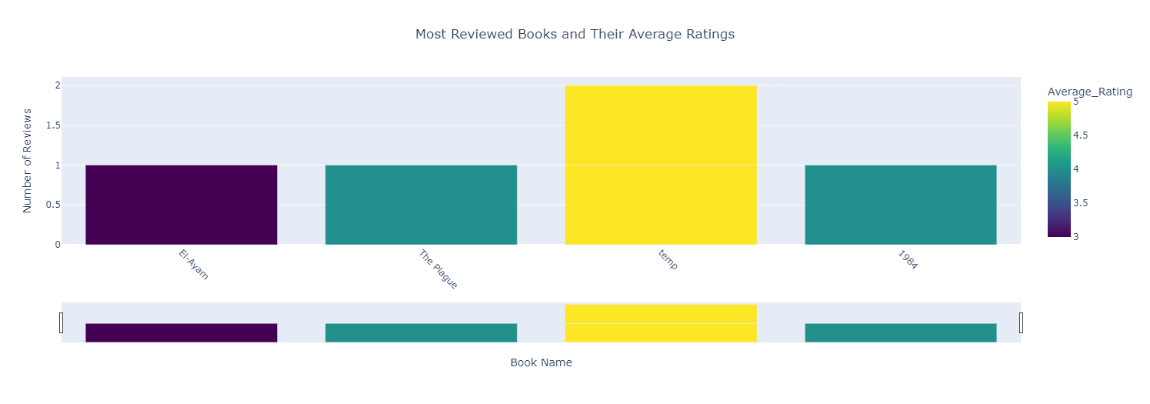 Most Reviewed Books and Their Average Ratings
Number of Reviews
2
1.5
1
0.5
0
El-Ayam
The Plague
temp
1984
Book Name
Average_Rating
5
4.5
4
3.5
3